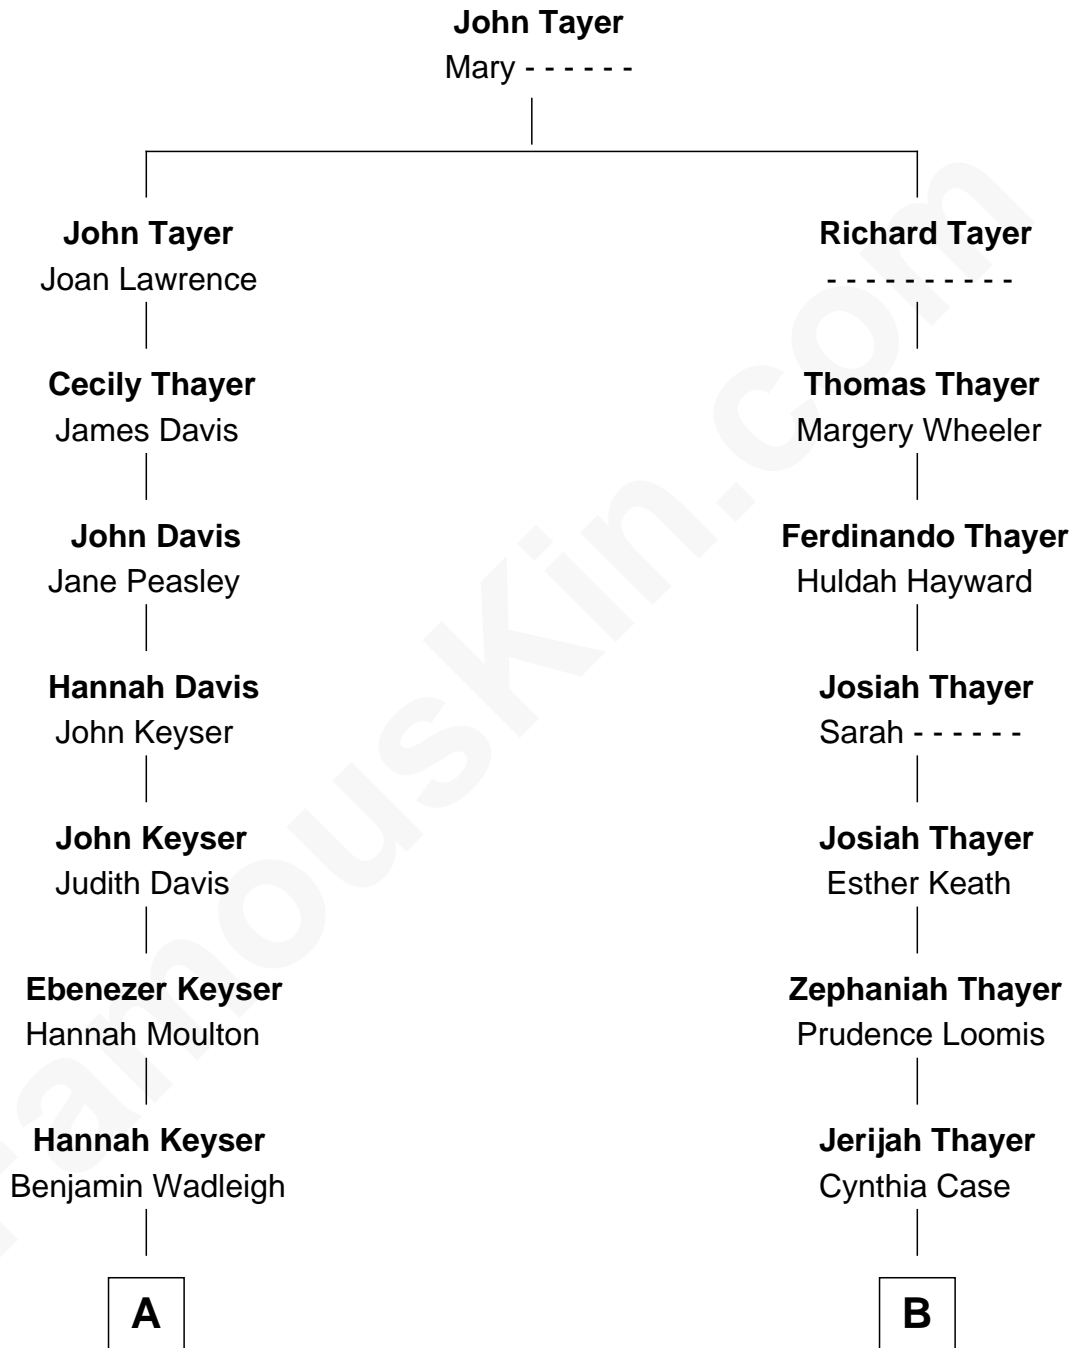 John Tayer
Mary - - - - - -
John Tayer
Joan Lawrence
Richard Tayer
- - - - - - - - - -
Cecily Thayer
James Davis
Thomas Thayer
Margery Wheeler
John Davis
Jane Peasley
Ferdinando Thayer
Huldah Hayward
Hannah Davis
John Keyser
Josiah Thayer
Sarah - - - - - -
John Keyser
Judith Davis
Josiah Thayer
Esther Keath
Ebenezer Keyser
Hannah Moulton
Zephaniah Thayer
Prudence Loomis
Hannah Keyser
Benjamin Wadleigh
Jerijah Thayer
Cynthia Case
A
B
FamousKin.com